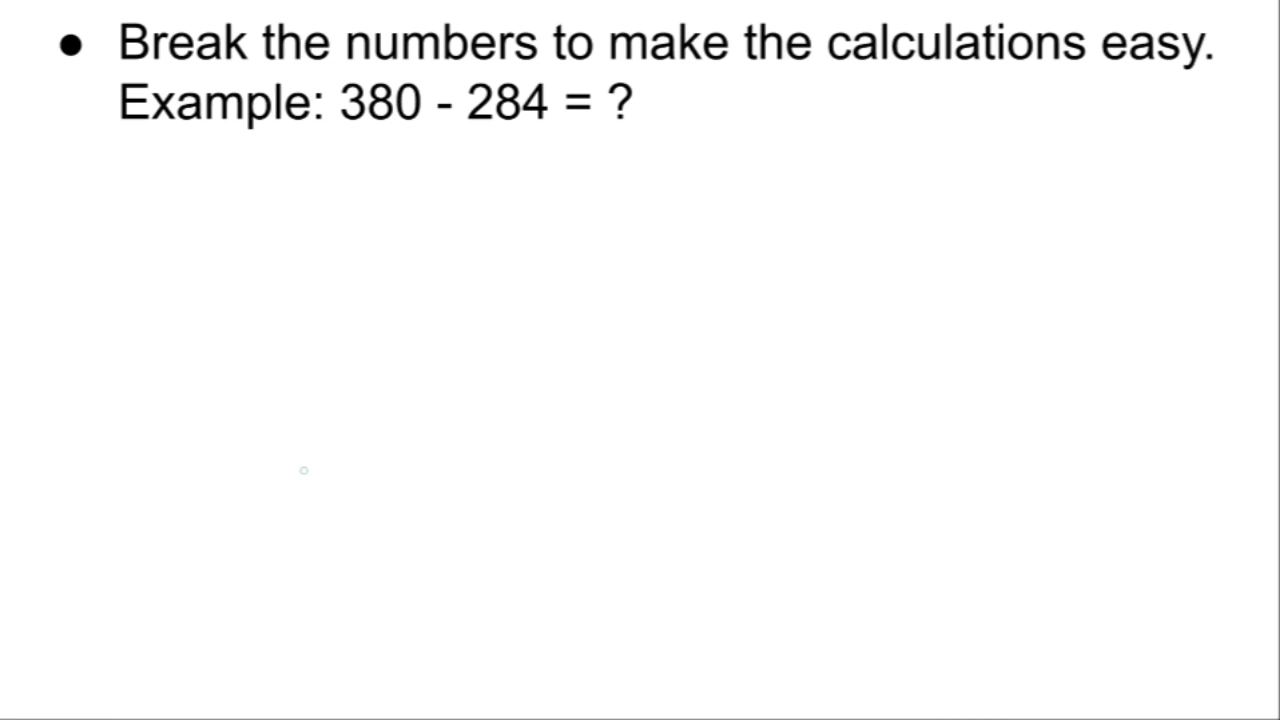 ● Break the numbers to make the calculations easy.
Example: 380 - 284 = ?